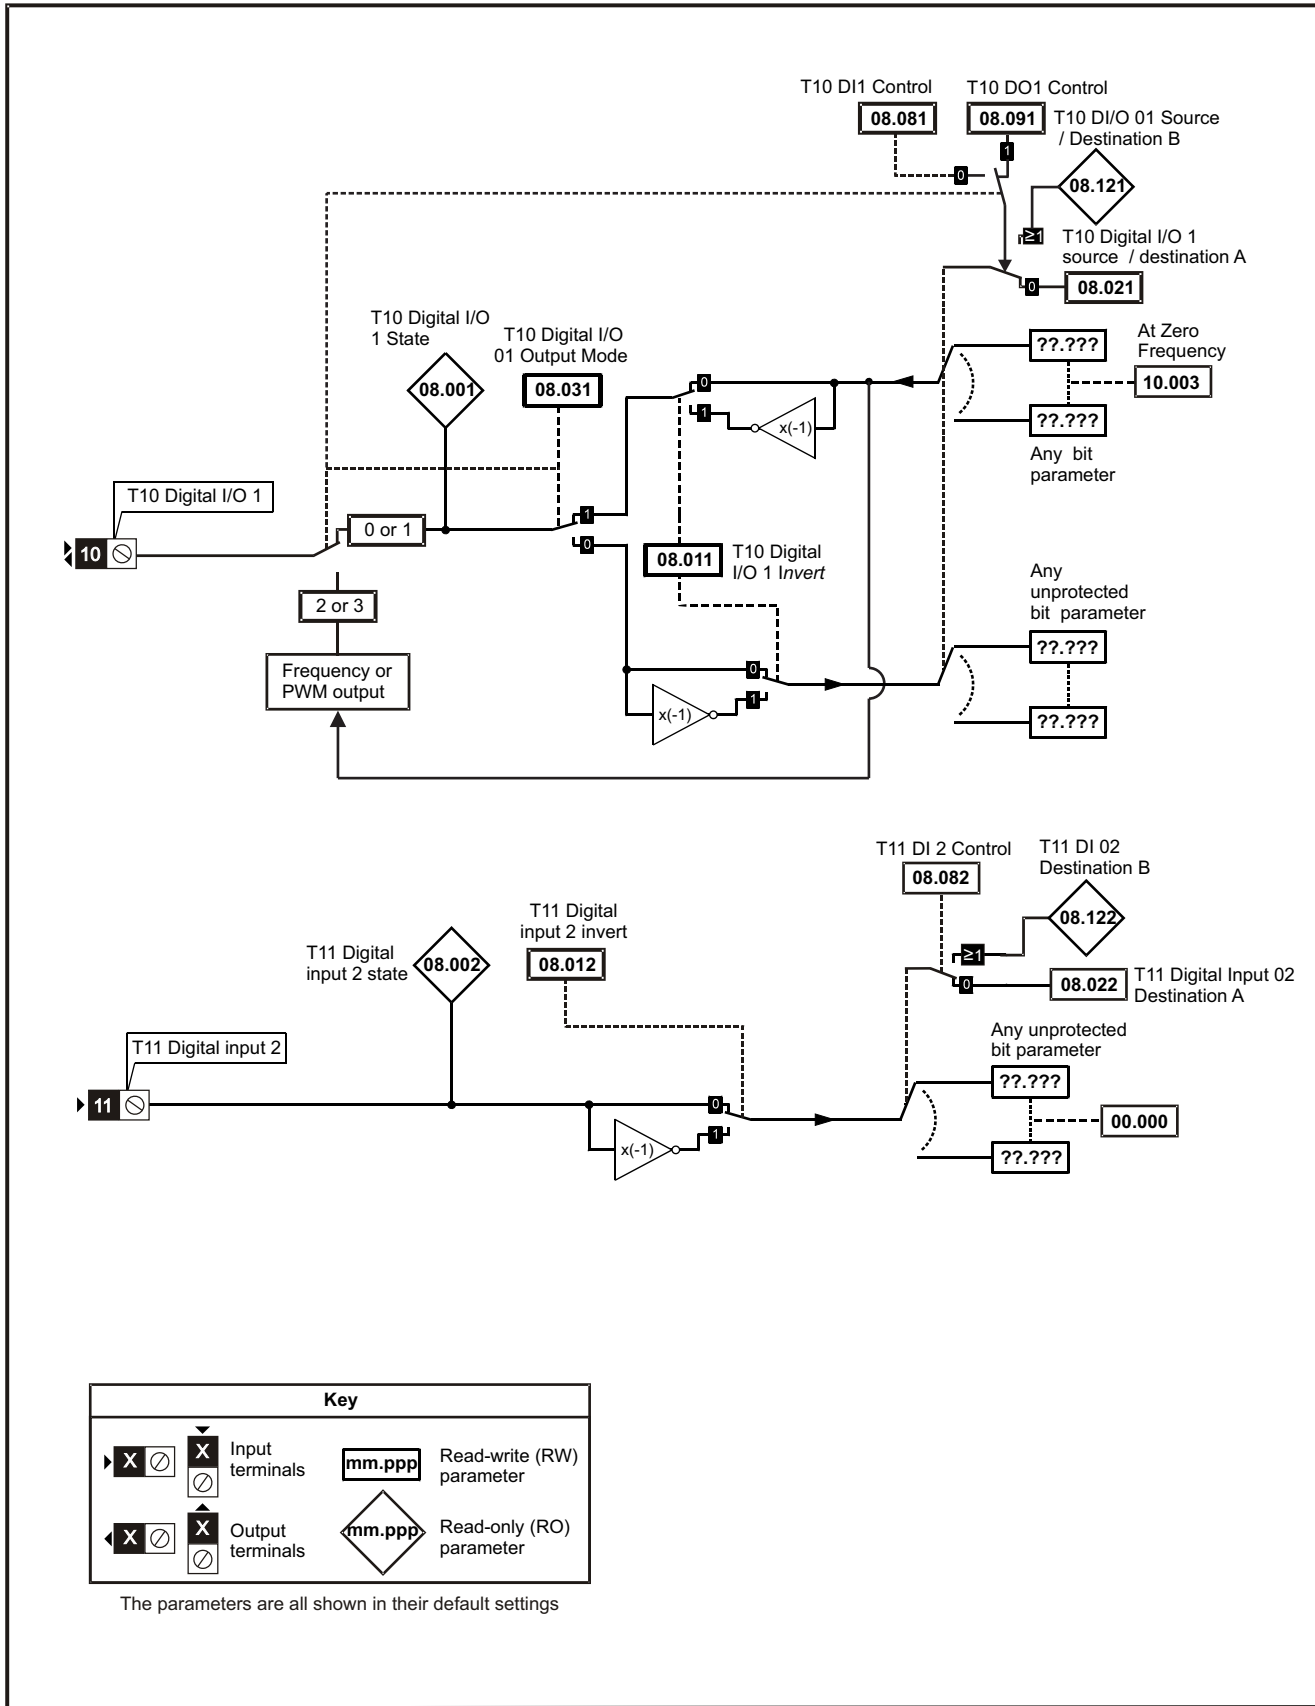 T10 DI1 Control
T10 DO1 Control
08.081
08.091
T10 DI/O 01 Source
/ Destination B
1
0
08.121
≥1
T10 Digital I/O 1
source / destination A
0
08.021
T10 Digital I/O
1 State
T10 Digital I/O
01 Output Mode
08.001
08.031
0
1
x(-1)
??.???
At Zero
Frequency
10.003
??.???
Any bit
parameter
T10 Digital I/O 1
10
0 or 1
1
0
08.011
T10 Digital
I/O 1 Invert
2 or 3
Frequency or
PWM output
Any
unprotected
bit parameter
0
1
x(-1)
??.???
??.???
T11 DI 2 Control
T11 DI 02
Destination B
08.082
08.122
≥1
0
08.022
T11 Digital Input 02
Destination A
T11 Digital
input 2 state
08.002
T11 Digital
input 2 invert
08.012
Any unprotected
bit parameter
T11 Digital input 2
11
0
1
x(-1)
??.???
00.000
??.???
Key
X
X
Input
terminals
mm.ppp
Read-write (RW)
parameter
X
X
Output
terminals
mm.ppp
Read-only (RO)
parameter
The parameters are all shown in their default settings